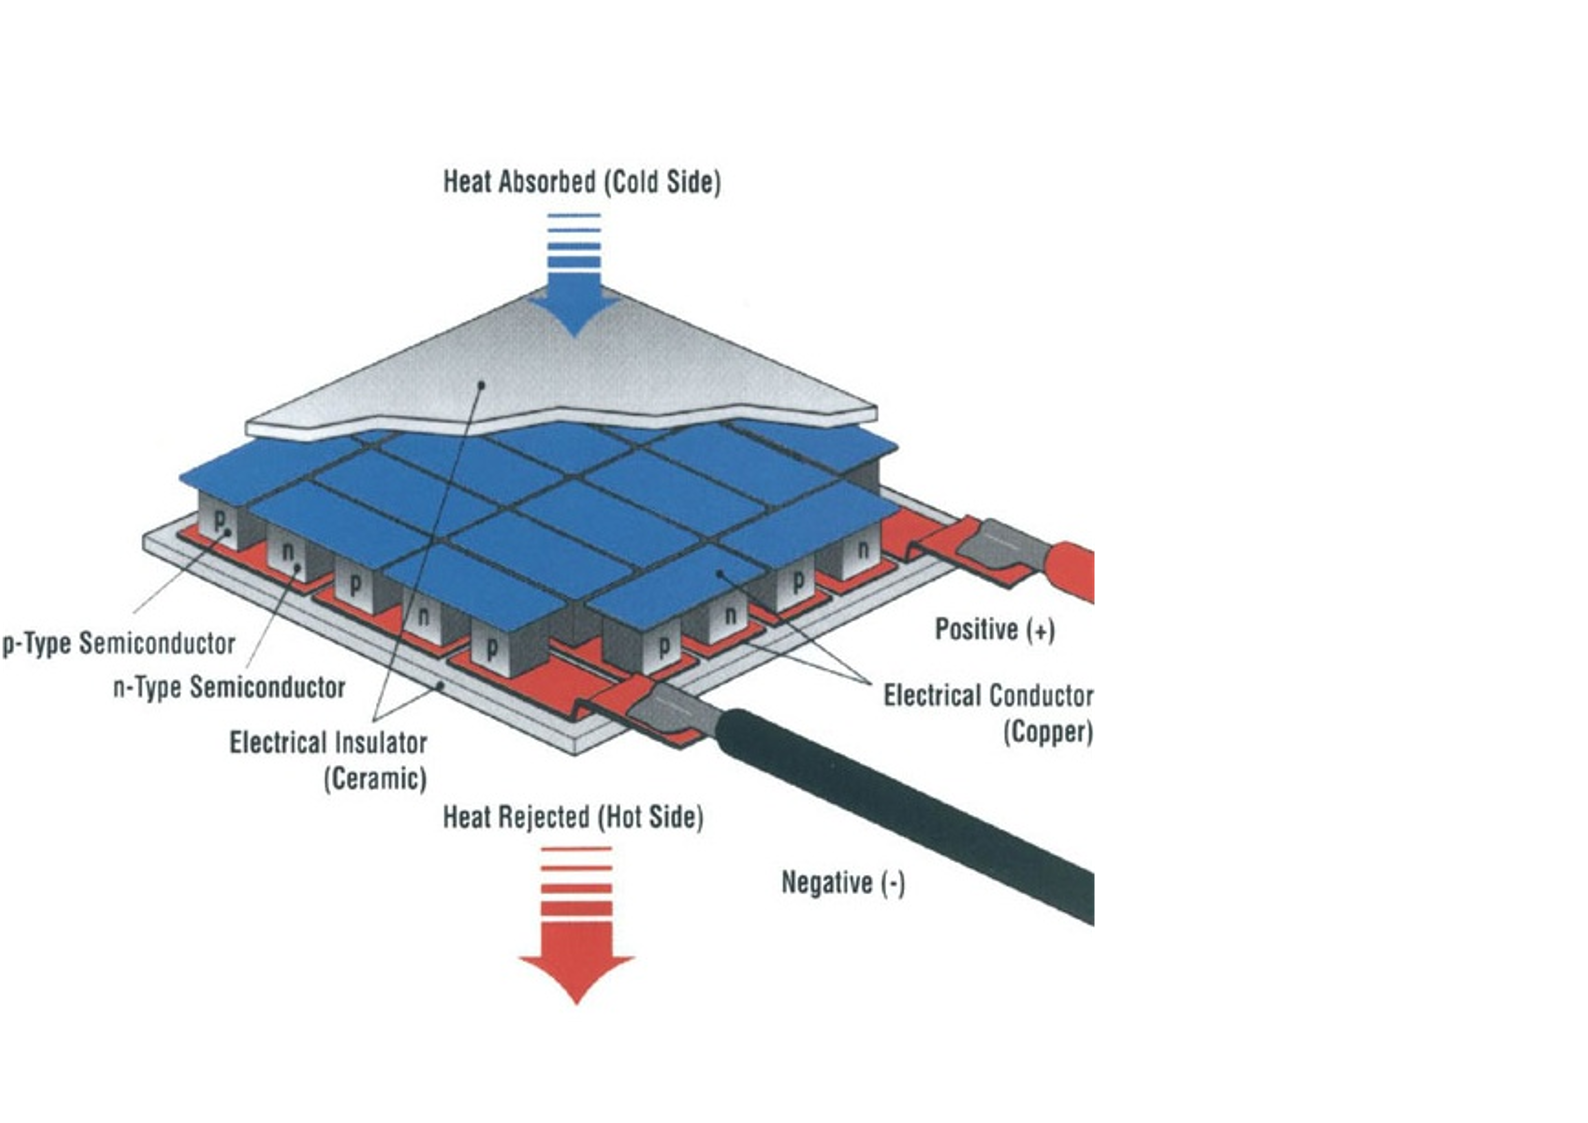 Heat Absorbed (Cold Side)
p
n
p
n
p
p
n
p
n
Positive (+)
p-Type Semiconductor
n-Type Semiconductor
Electrical Conductor
(Copper)
Electrical Insulator
(Ceramic)
Heat Rejected (Hot Side)
Negative (-)